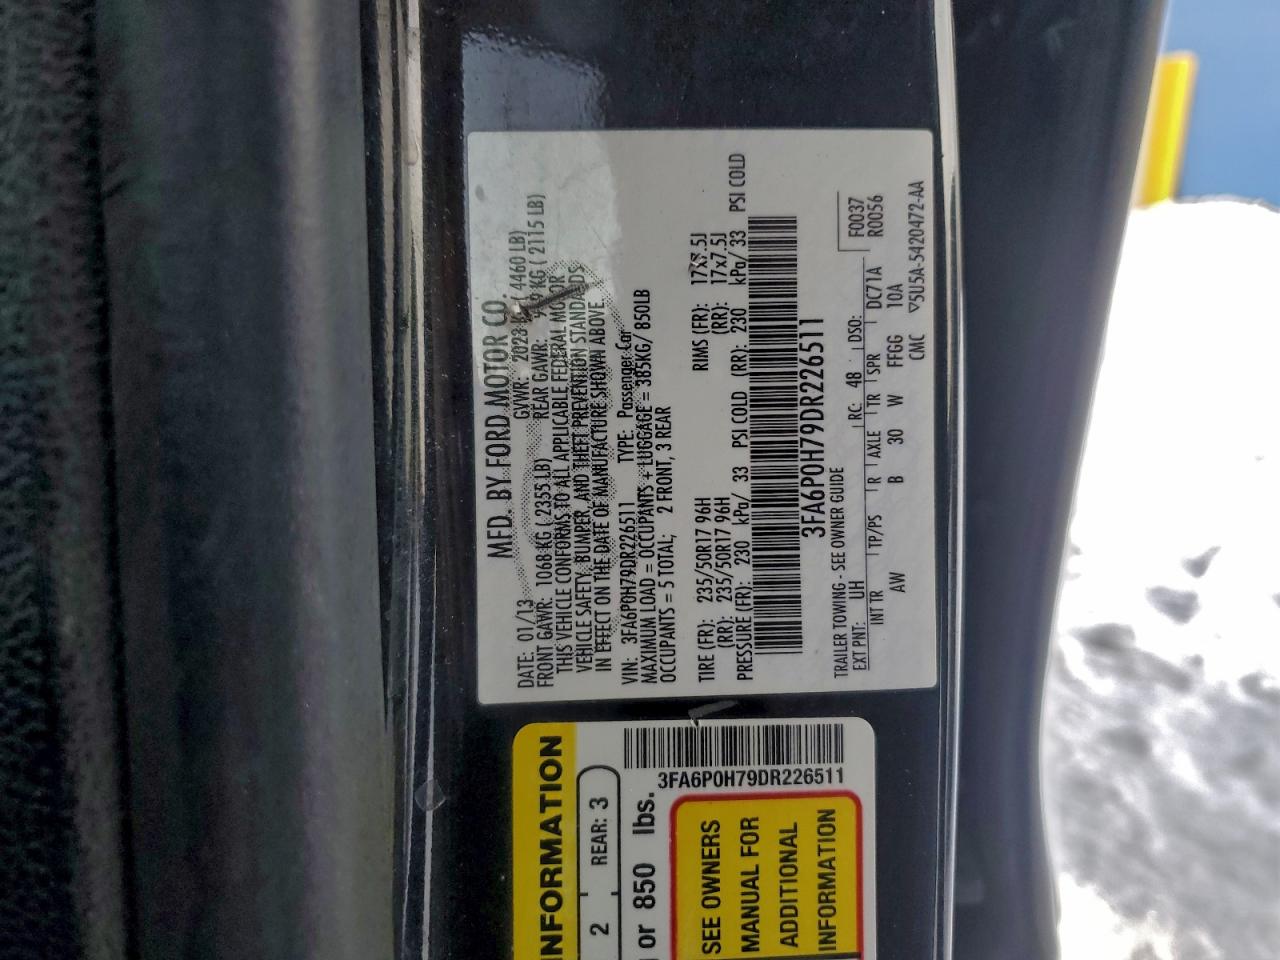 MFD. BY FORD MOTOR CO.
DATE: 01/13 GVWR: 2023 KG ( 4460 LB)
FRONT GAWR: 1068 KG ( 2355 LB) REAR GAWR: KG ( 2115 LB)
THIS VEHICLE CONFORMS TO ALL APPLICABLE FEDERAL MOTOR
VEHICLE SAFETY, BUMPER, AND THEFT PREVENTION STANDARDS
IN EFFECT ON THE DATE OF MANUFACTURE SHOWN ABOVE.
VIN: 3FA6P0H79DR226511 TYPE: Passenger Car
MAXIMUM LOAD = OCCUPANTS + LUGGAGE = 385KG/ 850LB
OCCUPANTS = 5 TOTAL; 2 FRONT, 3 REAR
TIRE (FR): 235/50R17 96H RIMS (FR): 17x7.5J
(RR): 235/50R17 96H (RR): 17x7.5J
PRESSURE (FR): 230 kPa/ 33 PSI COLD (RR): 230 kPa/ 33 PSI COLD
3FA6P0H79DR226511
TRAILER TOWING - SEE OWNER GUIDE
F0037
EXT PNT: UH RC: 48 DSO: R0056
INT TR TP/PS R AXLE TR SPR DC71A
AW B 30 W FFGG 10A
CMC ▽5U5A-5420472-AA
INFORMATION
2 REAR: 3
or 850 lbs.
3FA6P0H79DR226511
SEE OWNERS
MANUAL FOR
ADDITIONAL
INFORMATION